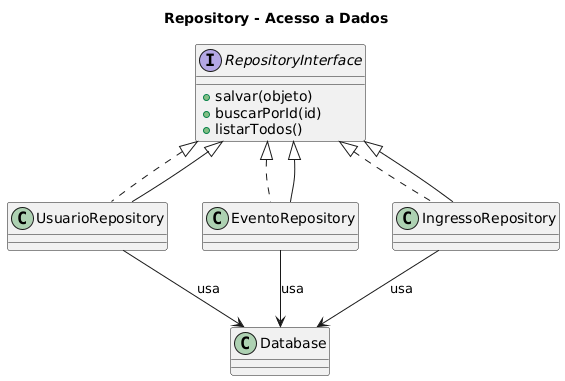 Repository - Acesso a Dados
I RepositoryInterface
salvar(objeto)
buscarPorId(id)
listarTodos()
C UsuarioRepository
C EventoRepository
C IngressoRepository
usa
usa
usa
C Database